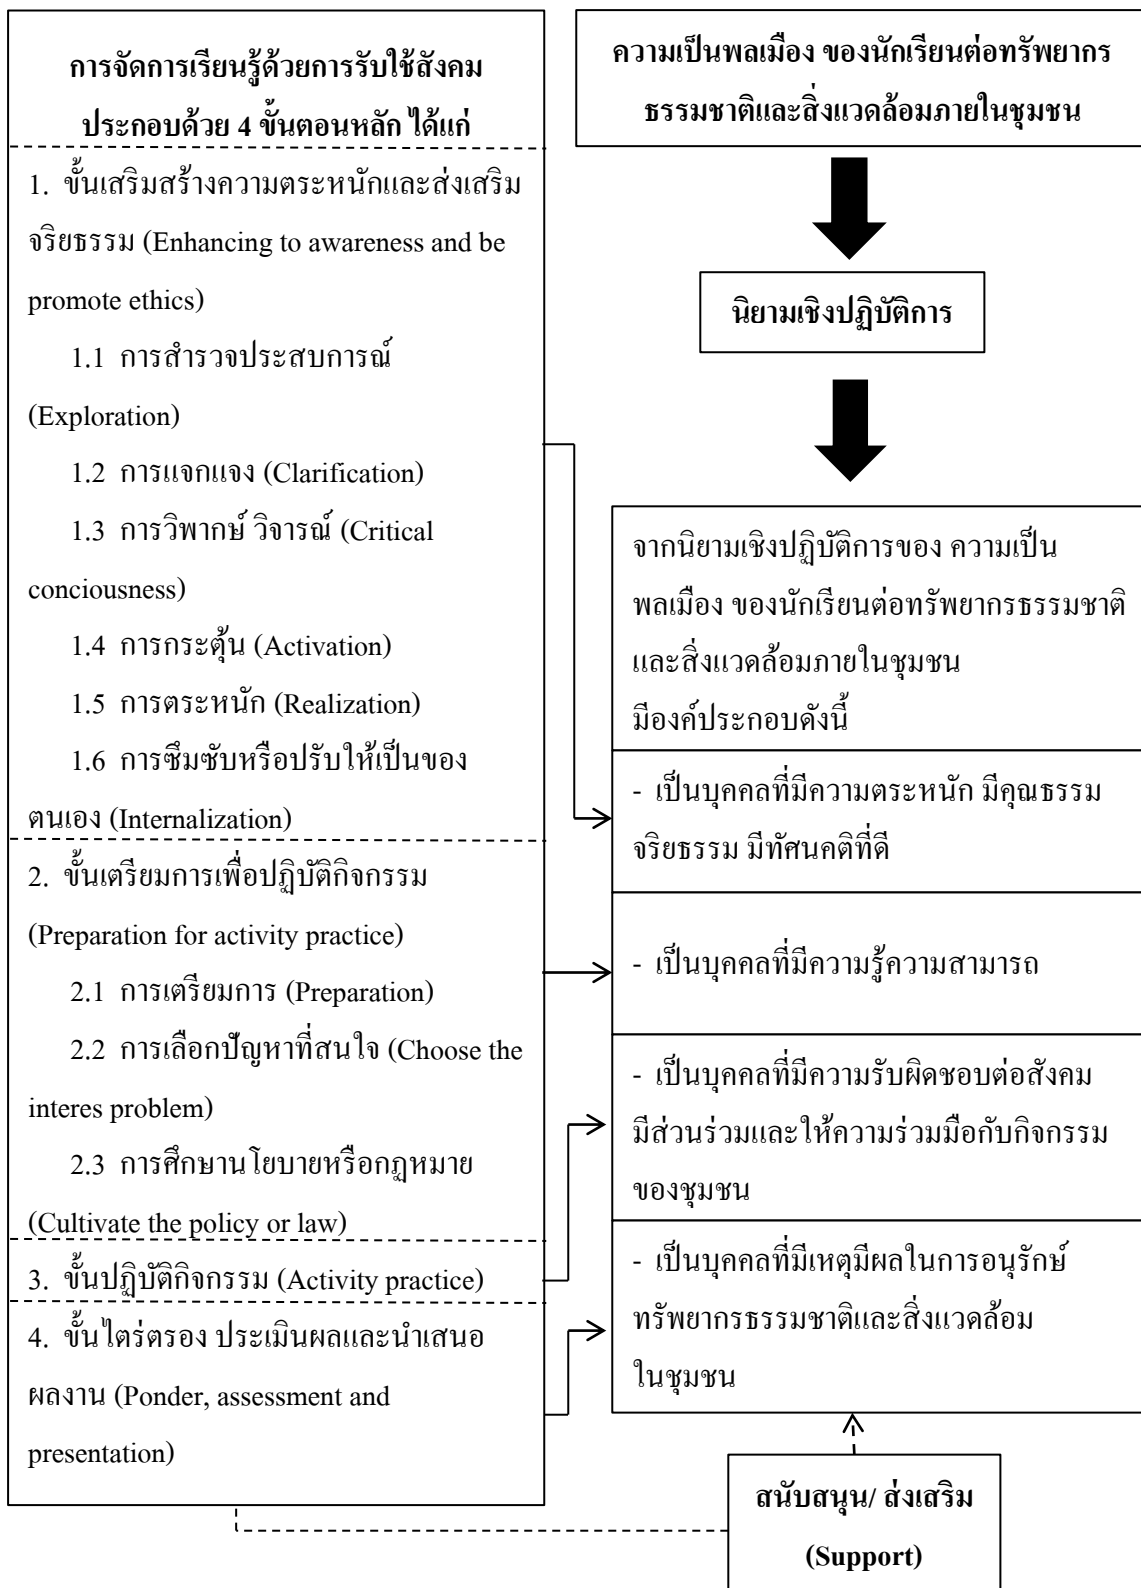 การจัดการเรียนรู้ด้วยการรับใช้สังคม
ประกอบด้วย 4 ขั้นตอนหลัก ได้แก่
1. ขั้นเสริมสร้างความตระหนักและส่งเสริม
จริยธรรม (Enhancing to awareness and be
promote ethics)
1.1 การสำรวจประสบการณ์
(Exploration)
1.2 การแจกแจง (Clarification)
1.3 การวิพากษ์ วิจารณ์ (Critical
conciousness)
1.4 การกระตุ้น (Activation)
1.5 การตระหนัก (Realization)
1.6 การซึมซับหรือปรับให้เป็นของ
ตนเอง (Internalization)
2. ขั้นเตรียมการเพื่อปฏิบัติกิจกรรม
(Preparation for activity practice)
2.1 การเตรียมการ (Preparation)
2.2 การเลือกปัญหาที่สนใจ (Choose the
interes problem)
2.3 การศึกษานโยบายหรือกฎหมาย
(Cultivate the policy or law)
3. ขั้นปฏิบัติกิจกรรม (Activity practice)
4. ขั้นไตร่ตรอง ประเมินผลและนำเสนอ
ผลงาน (Ponder, assessment and
presentation)
ความเป็นพลเมือง ของนักเรียนต่อทรัพยากร
ธรรมชาติและสิ่งแวดล้อมภายในชุมชน
นิยามเชิงปฏิบัติการ
จากนิยามเชิงปฏิบัติการของ ความเป็น
พลเมือง ของนักเรียนต่อทรัพยากรธรรมชาติ
และสิ่งแวดล้อมภายในชุมชน
มีองค์ประกอบดังนี้
- เป็นบุคคลที่มีความตระหนัก มีคุณธรรม
จริยธรรม มีทัศนคติที่ดี
- เป็นบุคคลที่มีความรู้ความสามารถ
- เป็นบุคคลที่มีความรับผิดชอบต่อสังคม
มีส่วนร่วมและให้ความร่วมมือกับกิจกรรม
ของชุมชน
- เป็นบุคคลที่มีเหตุมีผลในการอนุรักษ์
ทรัพยากรธรรมชาติและสิ่งแวดล้อม
ในชุมชน
สนับสนุน/ ส่งเสริม
(Support)